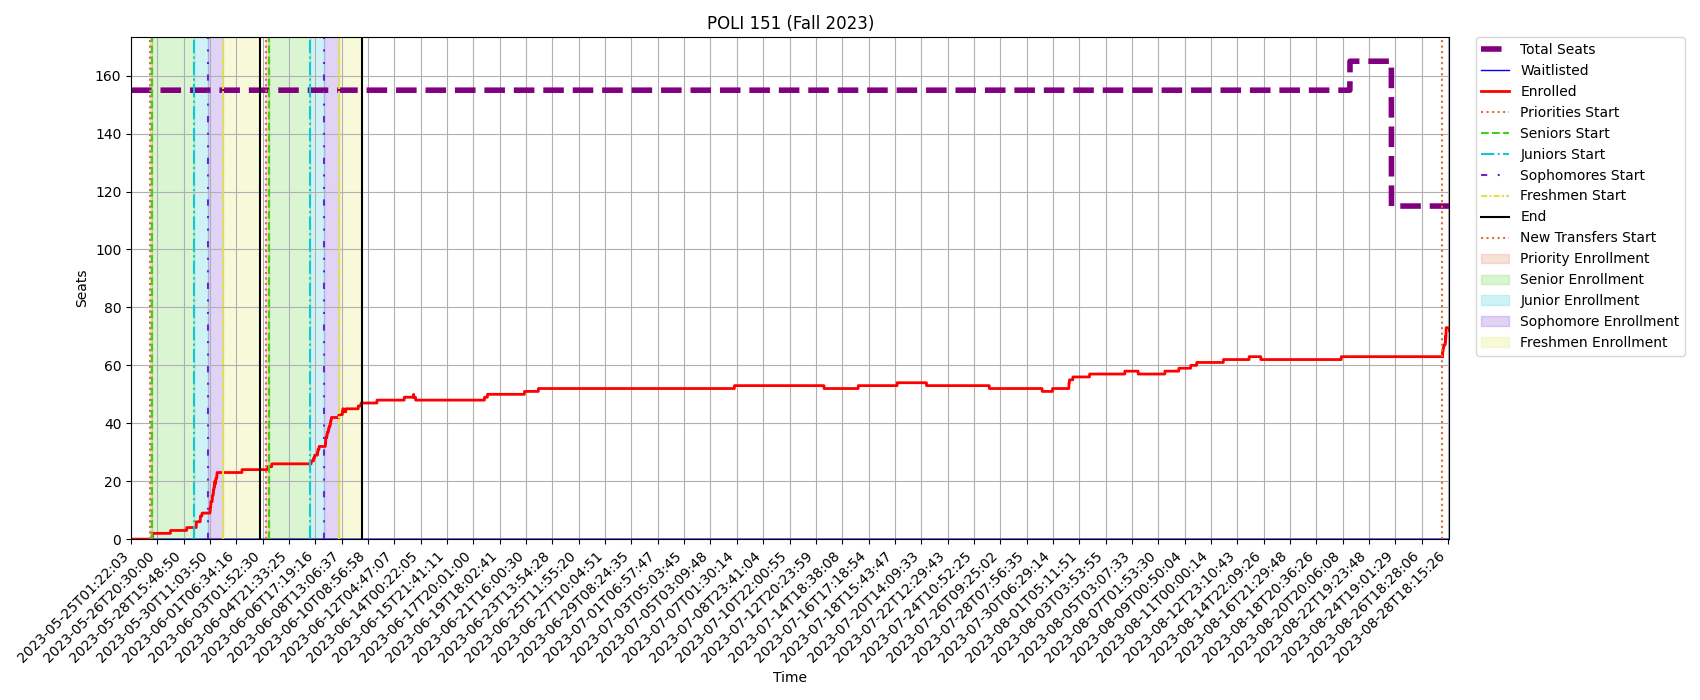 POLI 151 (Fall 2023)
Seats
160
140
120
100
80
60
40
20
0
Total Seats
Waitlisted
Enrolled
Priorities Start
Seniors Start
Juniors Start
Sophomores Start
Freshmen Start
End
New Transfers Start
Priority Enrollment
Senior Enrollment
Junior Enrollment
Sophomore Enrollment
Freshmen Enrollment
2023-05-25T01:22:03
2023-05-26T20:30:00
2023-05-28T15:48:50
2023-05-30T11:03:50
2023-06-01T06:34:16
2023-06-03T01:52:30
2023-06-04T21:33:25
2023-06-06T17:19:16
2023-06-08T13:06:37
2023-06-10T08:56:58
2023-06-12T04:47:07
2023-06-14T00:22:05
2023-06-15T21:41:11
2023-06-17T20:01:00
2023-06-19T18:02:41
2023-06-21T16:00:30
2023-06-23T13:54:28
2023-06-25T11:55:20
2023-06-27T10:04:51
2023-06-29T08:24:35
2023-07-01T06:57:47
2023-07-03T05:03:45
2023-07-05T03:09:48
2023-07-07T01:30:14
2023-07-08T23:41:04
2023-07-10T22:00:55
2023-07-12T20:23:59
2023-07-14T18:38:08
2023-07-16T17:18:54
2023-07-18T15:43:47
2023-07-20T14:09:33
2023-07-22T12:29:43
2023-07-24T10:52:25
2023-07-26T09:25:02
2023-07-28T07:56:35
2023-07-30T06:29:14
2023-08-01T05:11:51
2023-08-03T03:53:55
2023-08-05T03:07:33
2023-08-07T01:53:30
2023-08-09T00:50:04
2023-08-11T00:00:14
2023-08-12T23:10:43
2023-08-14T22:09:26
2023-08-16T21:29:48
2023-08-18T20:36:26
2023-08-20T20:06:08
2023-08-22T19:23:48
2023-08-24T19:01:29
2023-08-26T18:28:06
2023-08-28T18:15:26
Time